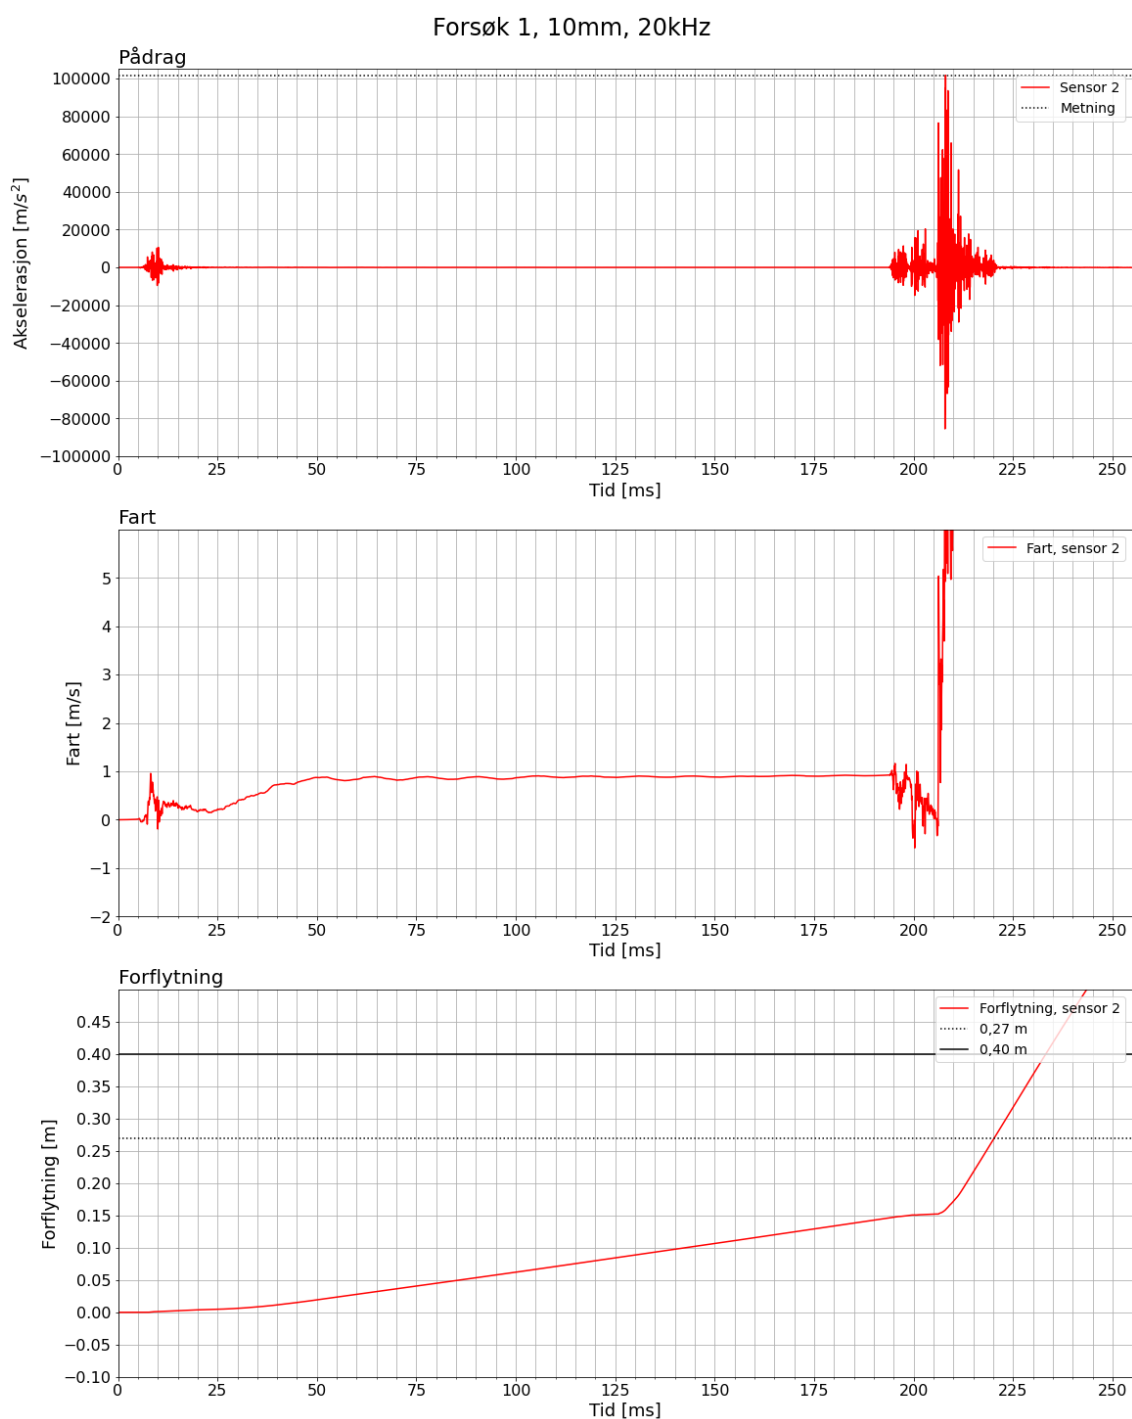 Forsøk 1, 10mm, 20kHz
Pådrag
100000
80000
60000
40000
20000
0
−20000
−40000
−60000
−80000
−100000
Akselerasjon [m/s²]
Sensor 2
Metning
0 25 50 75 100 125 150 175 200 225 250
Tid [ms]
Fart
5
4
3
2
1
0
−1
−2
Fart [m/s]
Fart, sensor 2
0 25 50 75 100 125 150 175 200 225 250
Tid [ms]
Forflytning
0.45
0.40
0.35
0.30
0.25
0.20
0.15
0.10
0.05
0.00
−0.05
−0.10
Forflytning [m]
Forflytning, sensor 2
0,27 m
0,40 m
0 25 50 75 100 125 150 175 200 225 250
Tid [ms]